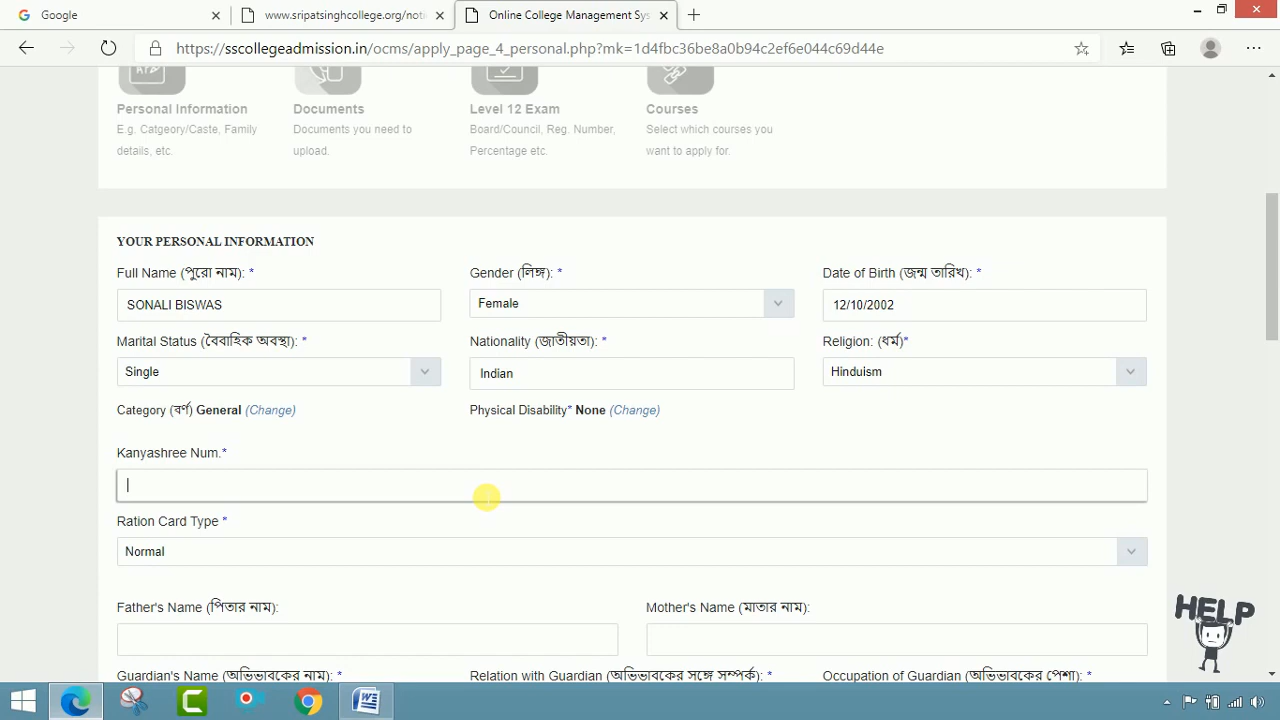 Google
www.sripatsinghcollege.org/not
Online College Management Sys
https://sscollegeadmission.in/ocms/apply_page_4_personal.php?mk=1d4fbc36be8a0b94c2ef6e044c69d44e
Personal Information Documents Level 12 Exam Courses
E.g. Catgeory/Caste, Family Documents you need to Board/Council, Reg. Number, Select which courses you
details, etc. upload. Percentage etc. want to apply for.
YOUR PERSONAL INFORMATION
Full Name (পুরো নাম): * Gender (লিঙ্গ): * Date of Birth (জন্ম তারিখ): *
SONALI BISWAS Female 12/10/2002
Marital Status (বৈবাহিক অবস্থা): * Nationality (জাতীয়তা): * Religion: (ধর্ম)*
Single Indian Hinduism
Category (বর্ণ) General (Change) Physical Disability* None (Change)
Kanyashree Num.*
Ration Card Type *
Normal
Father's Name (পিতার নাম): Mother's Name (মাতার নাম):
HELP
Guardian's Name (অভিভাবকের নাম): * Relation with Guardian (অভিভাবকের সঙ্গে সম্পর্ক): * Occupation of Guardian (অভিভাবকের পেশা): *